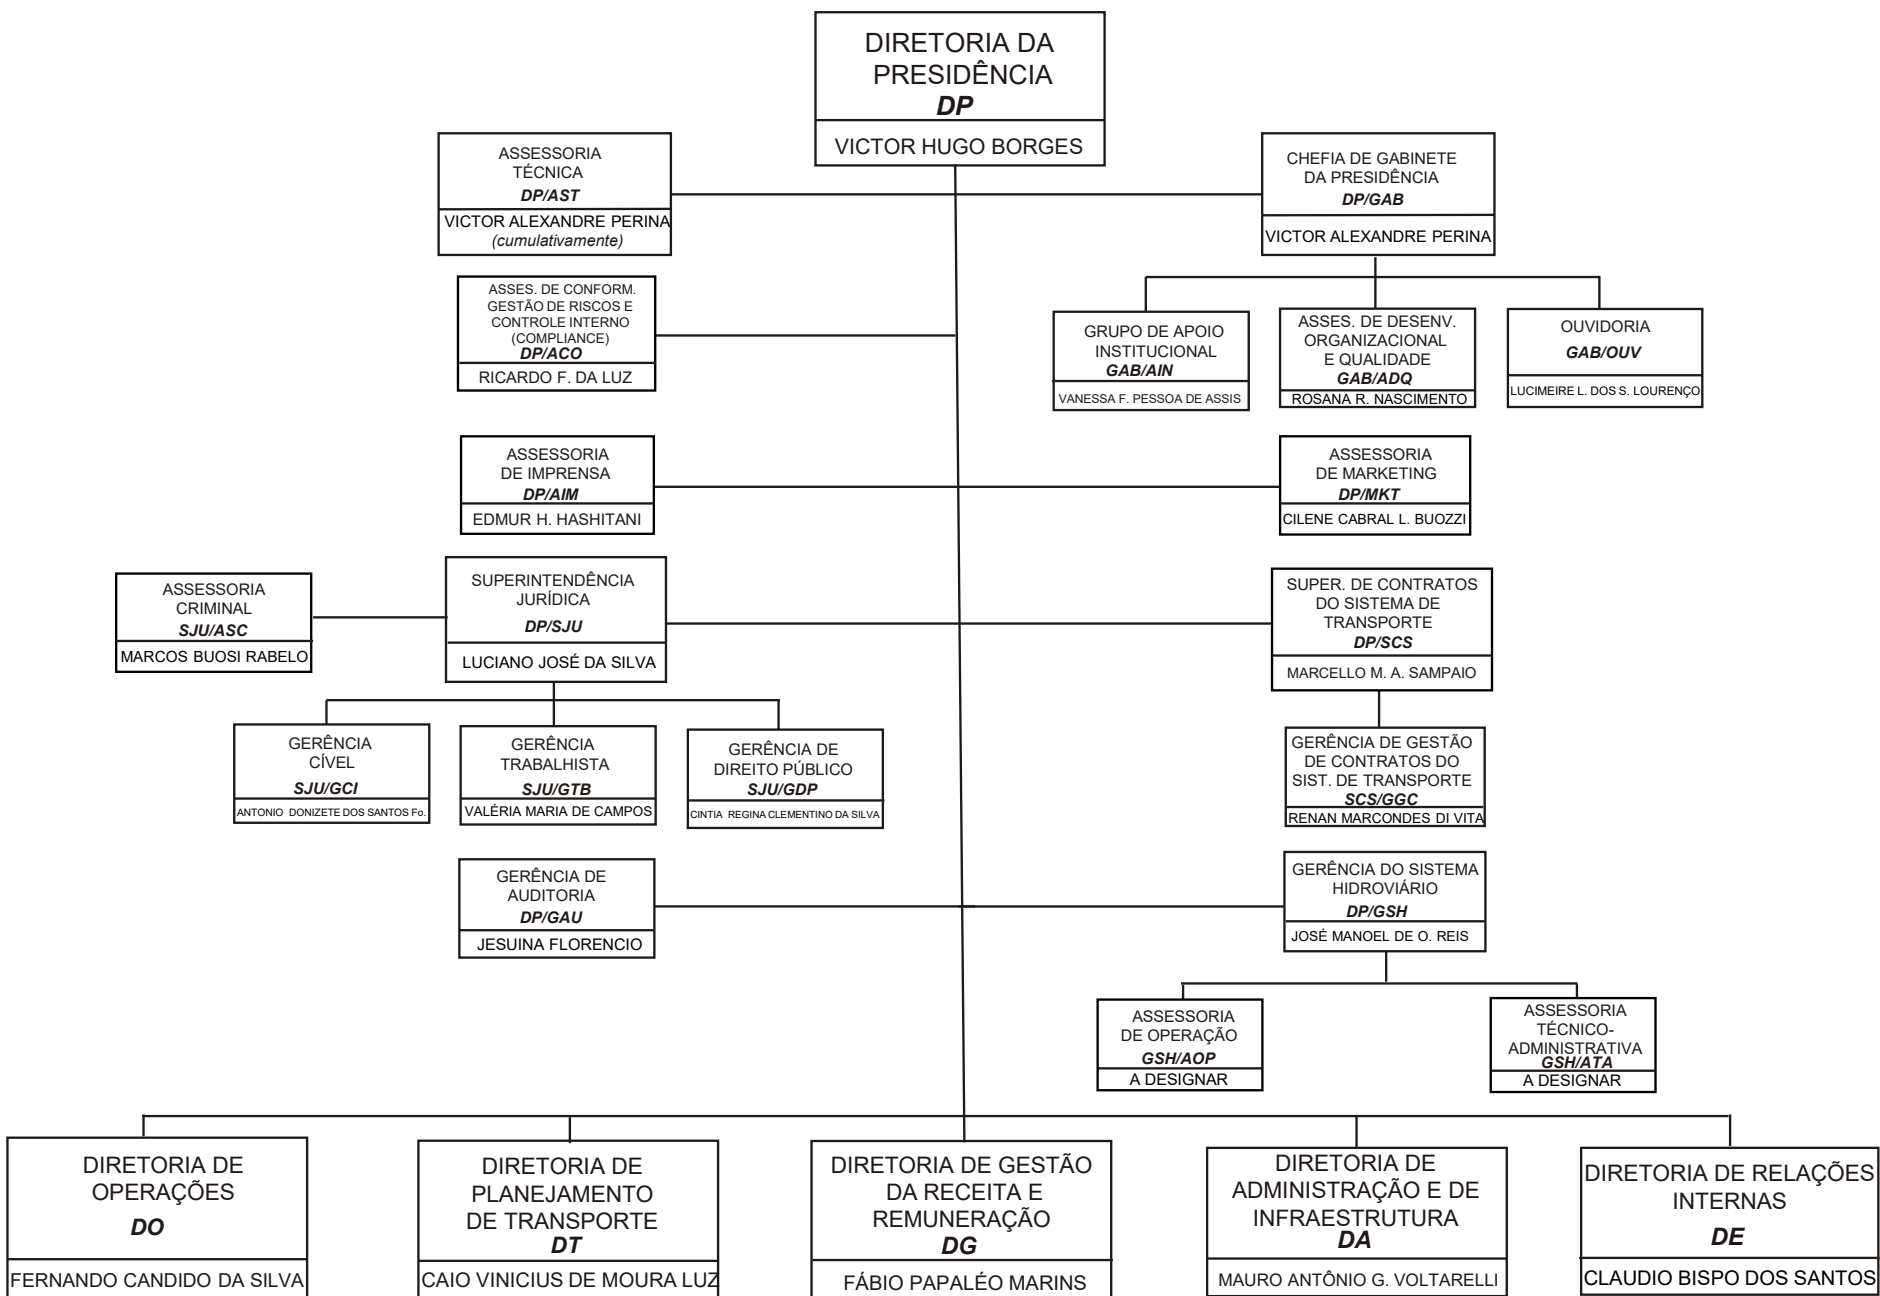 DIRETORIA DA
PRESIDÊNCIA
DP
VICTOR HUGO BORGES
ASSESSORIA
TÉCNICA
DP/AST
VICTOR ALEXANDRE PERINA
(cumulativamente)
CHEFIA DE GABINETE
DA PRESIDÊNCIA
DP/GAB
VICTOR ALEXANDRE PERINA
ASSES. DE CONFORM.
GESTÃO DE RISCOS E
CONTROLE INTERNO
(COMPLIANCE)
DP/ACO
RICARDO F. DA LUZ
GRUPO DE APOIO
INSTITUCIONAL
GAB/AIN
VANESSA F. PESSOA DE ASSIS
ASSES. DE DESENV.
ORGANIZACIONAL
E QUALIDADE
GAB/ADQ
ROSANA R. NASCIMENTO
OUVIDORIA
GAB/OUV
LUCIMEIRE L. DOS S. LOURENÇO
ASSESSORIA
DE IMPRENSA
DP/AIM
EDMUR H. HASHITANI
ASSESSORIA
DE MARKETING
DP/MKT
CILENE CABRAL L. BUOZZI
ASSESSORIA
CRIMINAL
SJU/ASC
MARCOS BUOSI RABELO
SUPERINTENDÊNCIA
JURÍDICA
DP/SJU
LUCIANO JOSÉ DA SILVA
SUPER. DE CONTRATOS
DO SISTEMA DE
TRANSPORTE
DP/SCS
MARCELLO M. A. SAMPAIO
GERÊNCIA
CÍVEL
SJU/GCI
ANTONIO DONIZETE DOS SANTOS Fo.
GERÊNCIA
TRABALHISTA
SJU/GTB
VALÉRIA MARIA DE CAMPOS
GERÊNCIA DE
DIREITO PÚBLICO
SJU/GDP
CINTIA REGINA CLEMENTINO DA SILVA
GERÊNCIA DE GESTÃO
DE CONTRATOS DO
SIST. DE TRANSPORTE
SCS/GGC
RENAN MARCONDES DI VITA
GERÊNCIA DE
AUDITORIA
DP/GAU
JESUINA FLORENCIO
GERÊNCIA DO SISTEMA
HIDROVIÁRIO
DP/GSH
JOSÉ MANOEL DE O. REIS
ASSESSORIA
DE OPERAÇÃO
GSH/AOP
A DESIGNAR
ASSESSORIA
TÉCNICO-
ADMINISTRATIVA
GSH/ATA
A DESIGNAR
DIRETORIA DE
OPERAÇÕES
DO
FERNANDO CANDIDO DA SILVA
DIRETORIA DE
PLANEJAMENTO
DE TRANSPORTE
DT
CAIO VINICIUS DE MOURA LUZ
DIRETORIA DE GESTÃO
DA RECEITA E
REMUNERAÇÃO
DG
FÁBIO PAPALÉO MARINS
DIRETORIA DE
ADMINISTRAÇÃO E DE
INFRAESTRUTURA
DA
MAURO ANTÔNIO G. VOLTARELLI
DIRETORIA DE RELAÇÕES
INTERNAS
DE
CLAUDIO BISPO DOS SANTOS